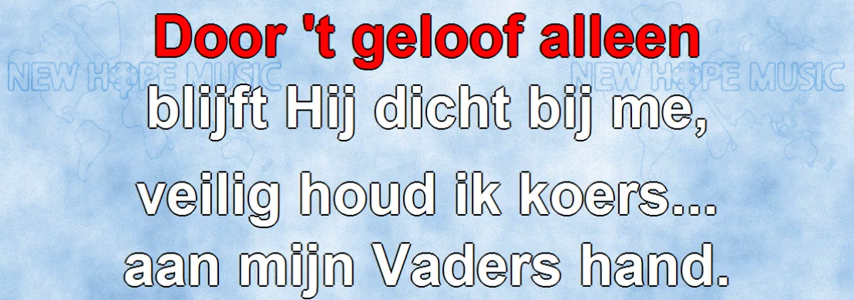 Door 't geloof alleen
NEW HOPE MUSIC NEW HOPE MUSIC
blijft Hij dicht bij me,
veilig houd ik koers...
aan mijn Vaders hand.